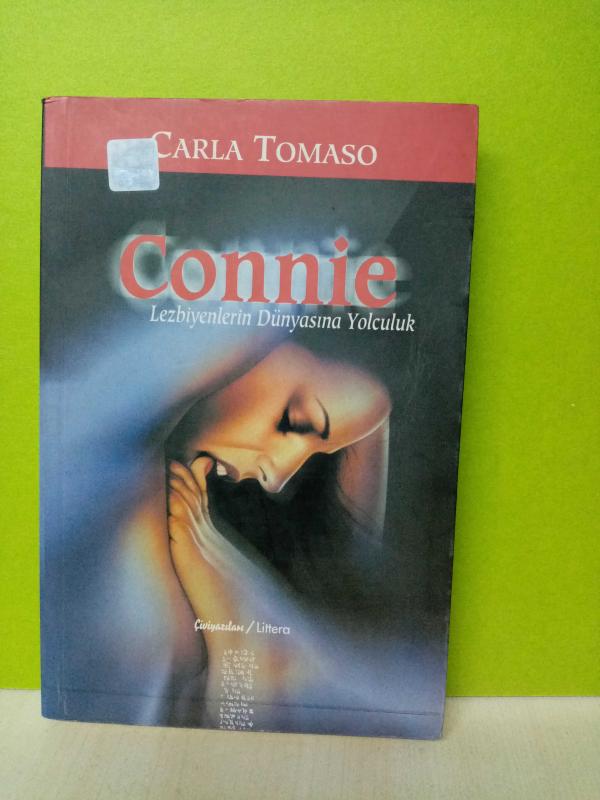 CARLA TOMASO
Connie
Lezbiyenlerin Dünyasına Yolculuk
Çiviyazıları / Littera